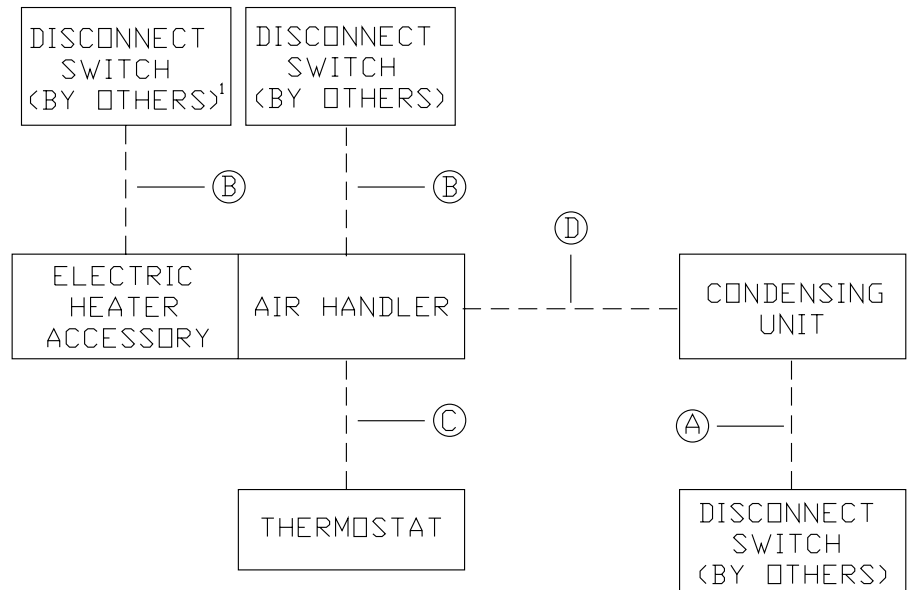 DISCONNECT
SWITCH
(BY OTHERS)¹
DISCONNECT
SWITCH
(BY OTHERS)
B
B
D
ELECTRIC
HEATER
ACCESSORY
AIR HANDLER
CONDENSING
UNIT
C
A
THERMOSTAT
DISCONNECT
SWITCH
(BY OTHERS)